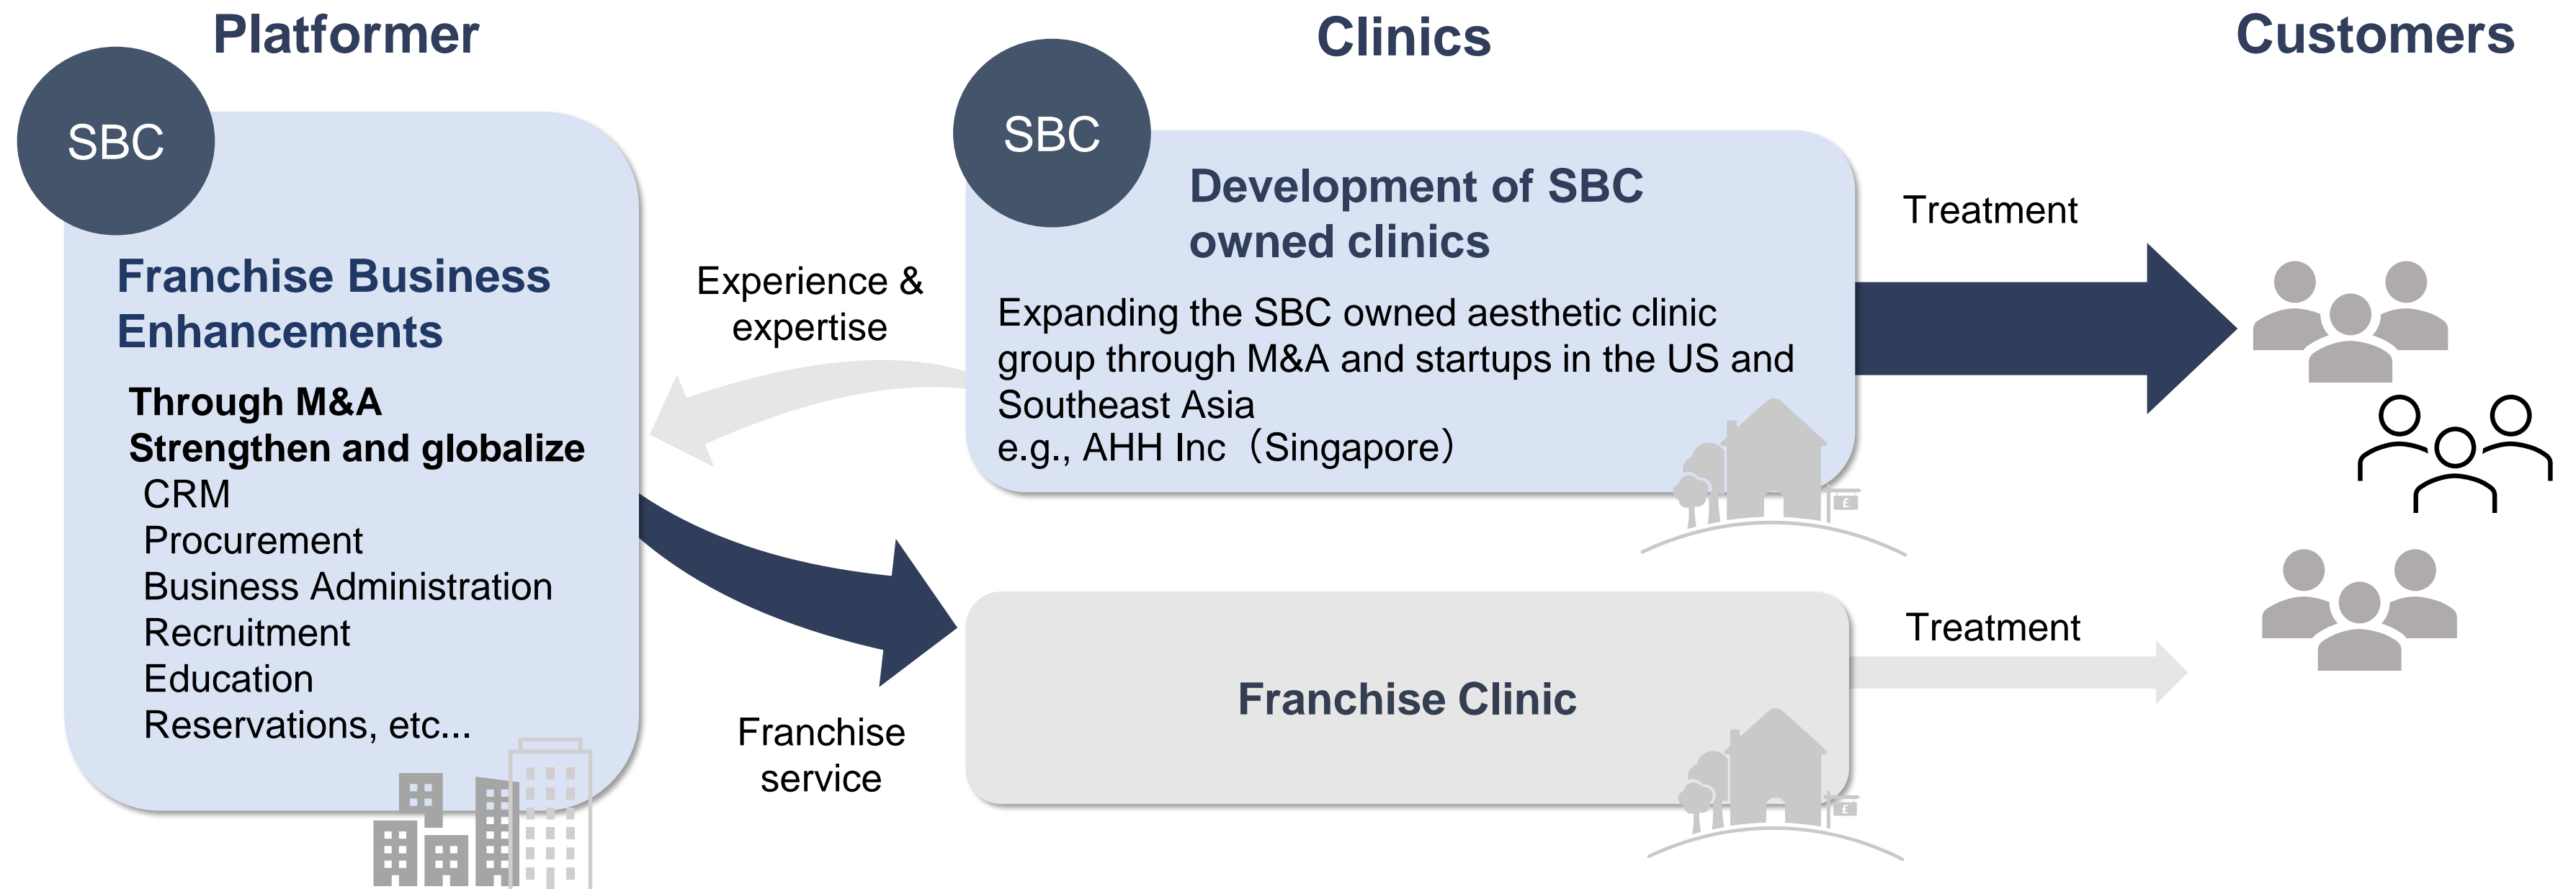 Platformer
SBC
Franchise Business
Enhancements
Through M&A
Strengthen and globalize
CRM
Procurement
Business Administration
Recruitment
Education
Reservations, etc...
Experience &
expertise
Franchise
service
Clinics
SBC
Development of SBC
owned clinics
Expanding the SBC owned aesthetic clinic
group through M&A and startups in the US and
Southeast Asia
e.g., AHH Inc（Singapore）
£
Franchise Clinic
£
Treatment
Treatment
Customers